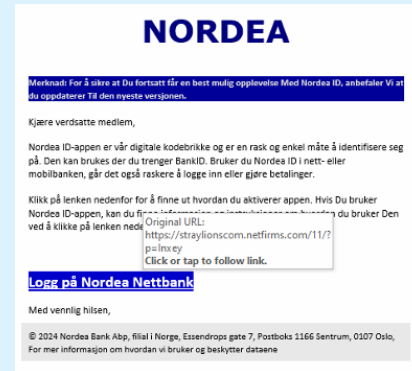 NORDEA
Merknad: For å sikre at Du fortsatt får en best mulig opplevelse Med Nordea ID, anbefaler Vi at
du oppdaterer Til den nyeste versjonen.
Kjære verdsatte medlem,
Nordea ID-appen er vår digitale kodebrikke og er en rask og enkel måte å identifisere seg
på. Den kan brukes der du trenger BankID. Bruker du Nordea ID i nett- eller
mobilbanken, går det også raskere å logge inn eller gjøre betalinger.
Klikk på lenken nedenfor for å finne ut hvordan du aktiverer appen. Hvis Du bruker
Nordea ID-appen, kan du du bruker Den
ved å klikke på lenken
Original URL:
https://straylionscom.netfirms.com/11/?
p=lnxey
Click or tap to follow link.
Logg på Nordea Nettbank
Med vennlig hilsen,
© 2024 Nordea Bank Abp, filial i Norge, Essendrops gate 7, Postboks 1166 Sentrum, 0107 Oslo,
For mer informasjon om hvordan vi bruker og beskytter dataene